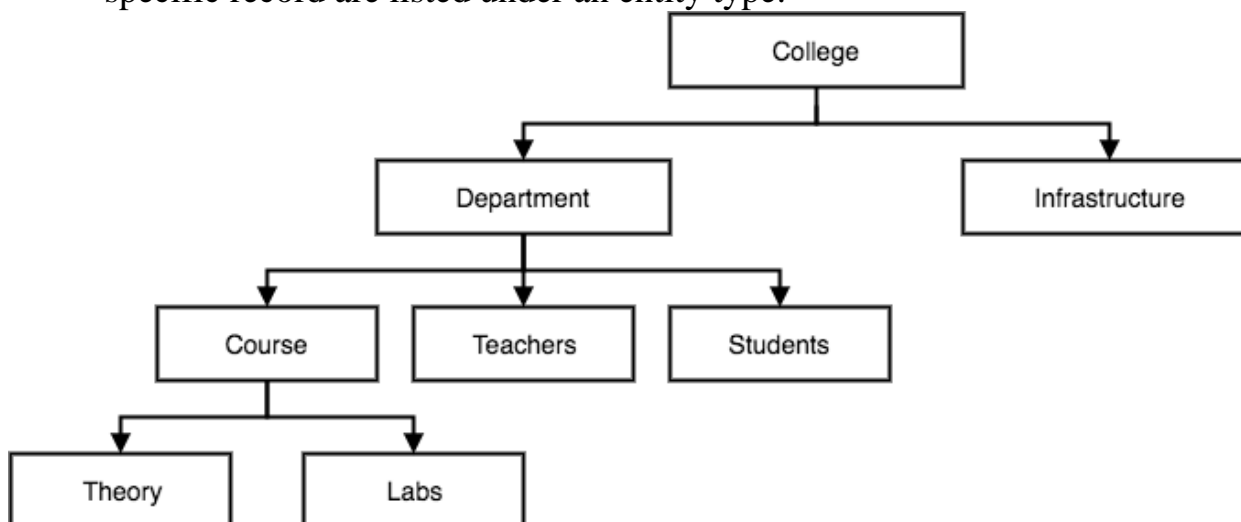 specific record are listed under an entity type.
College
Department
Infrastructure
Course
Teachers
Students
Theory
Labs